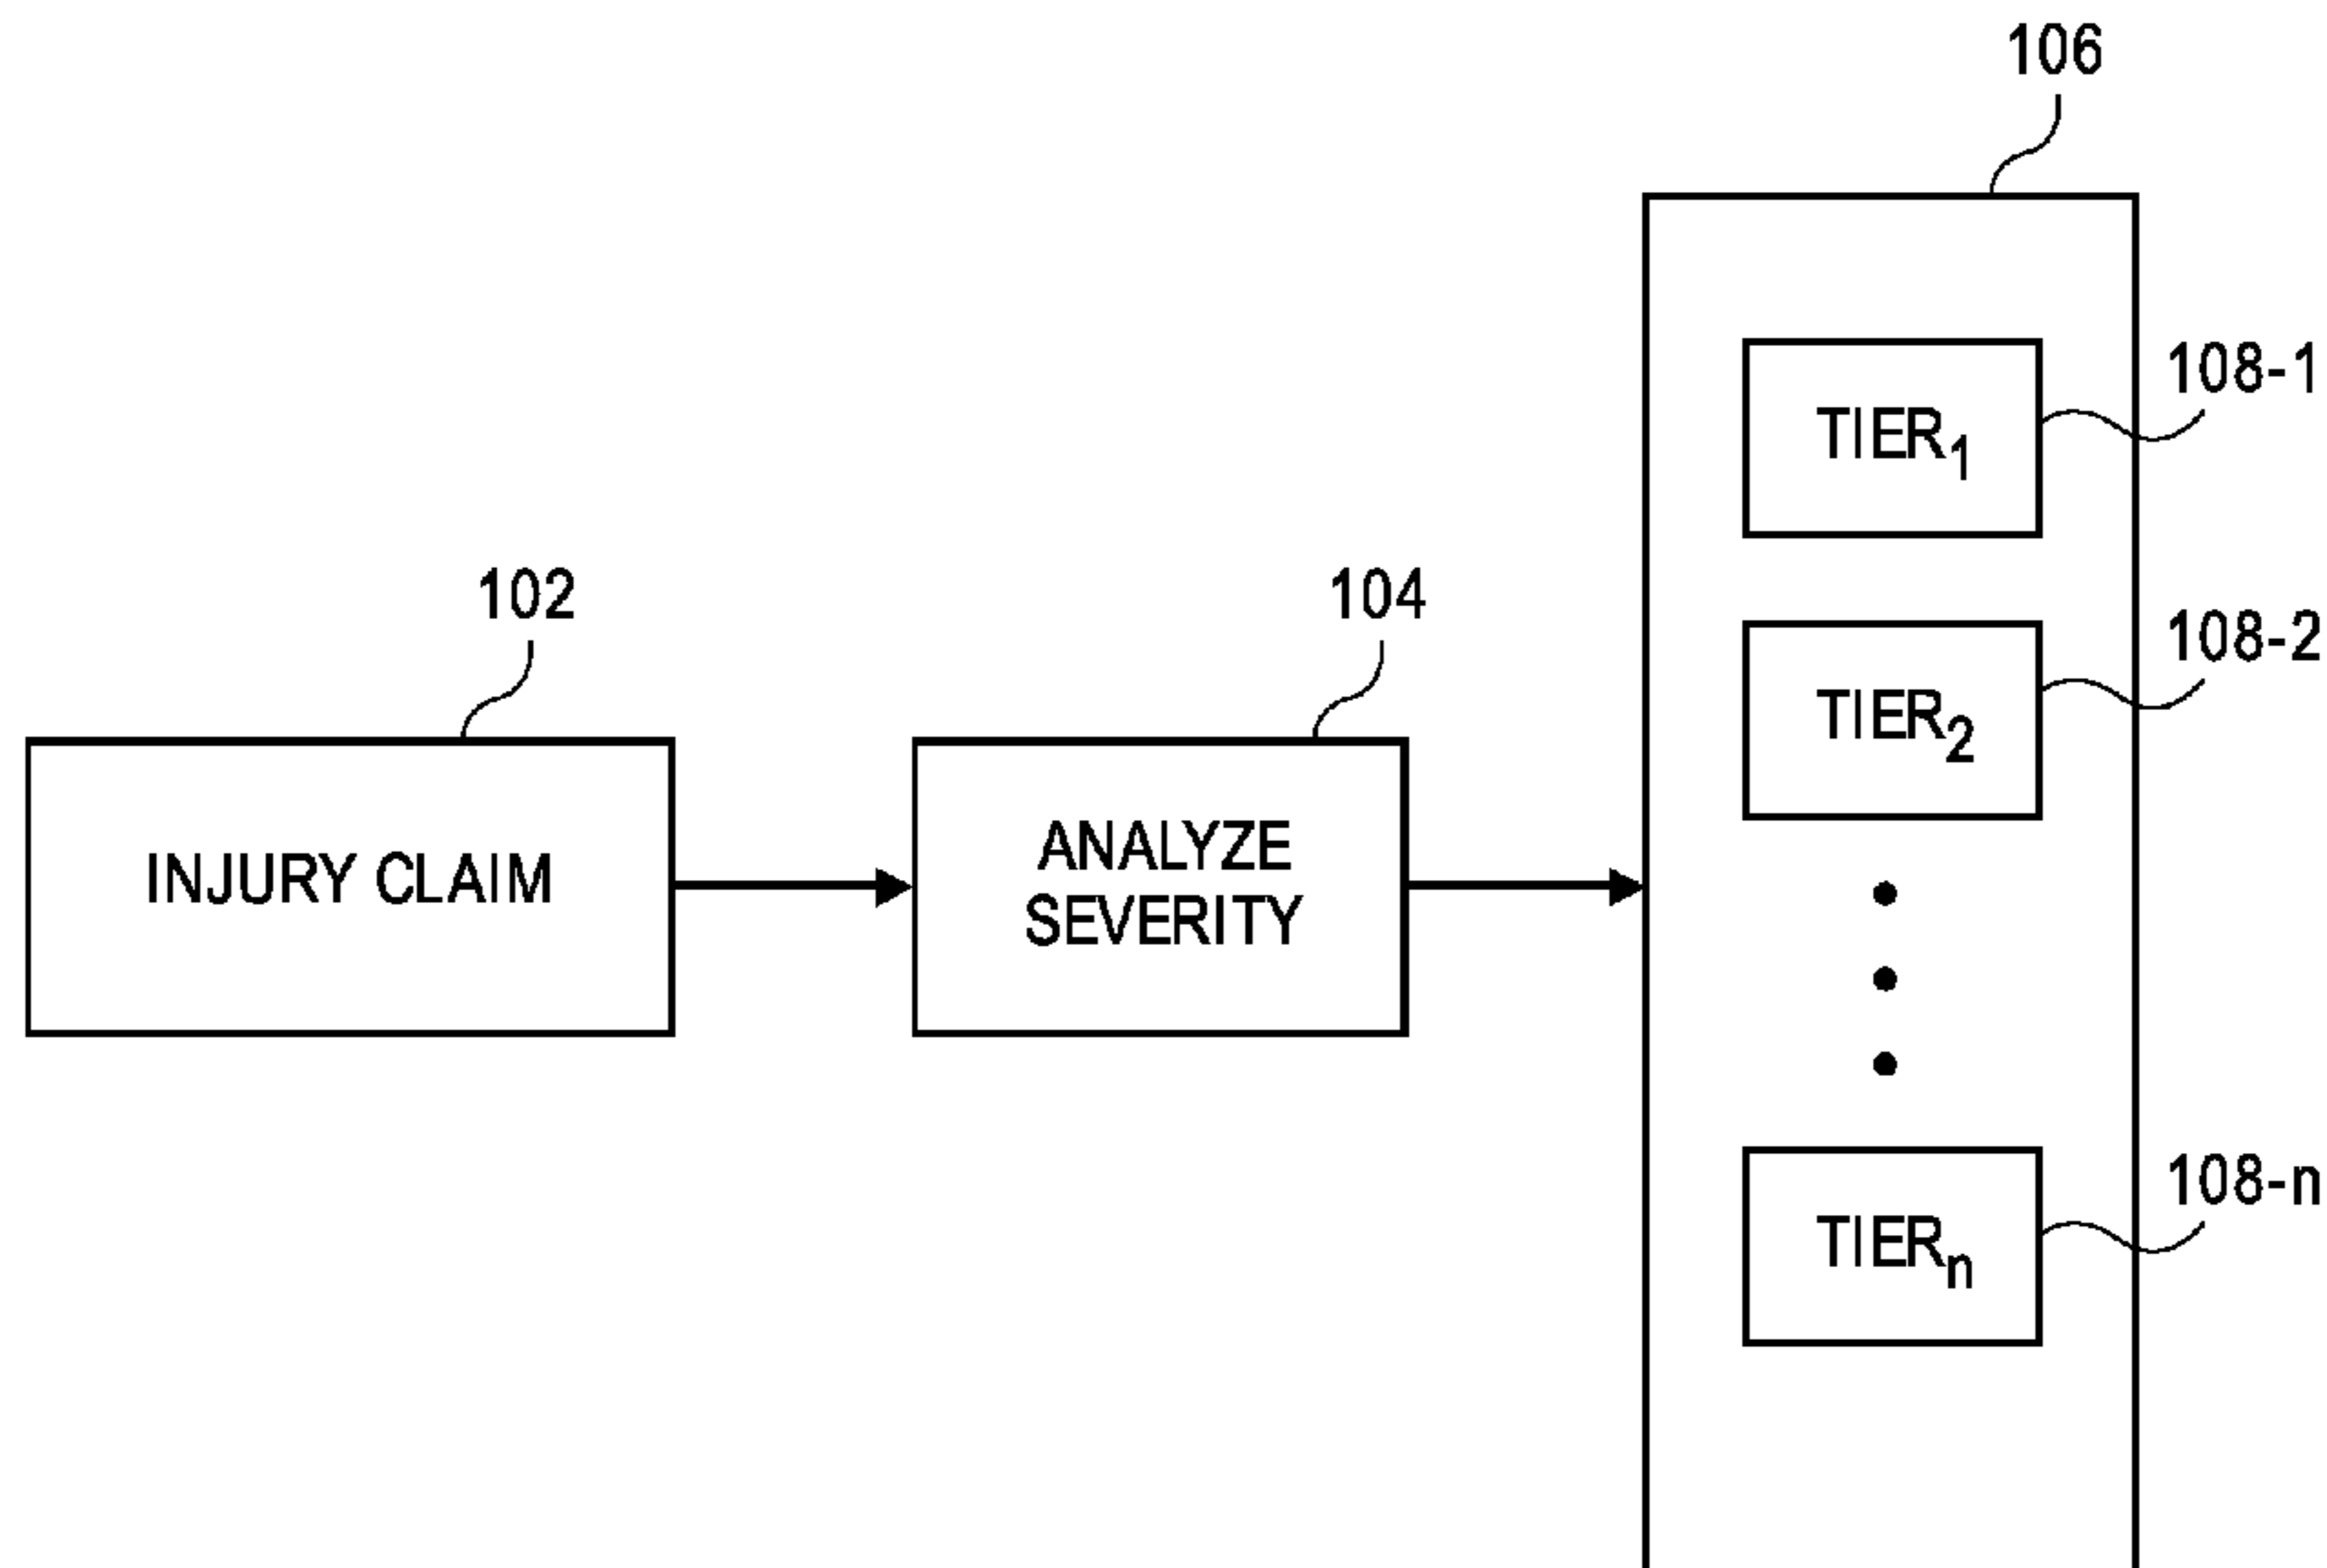 106
108-1
TIER1
108-2
102
104
TIER2
INJURY CLAIM
ANALYZE
SEVERITY
108-n
TIERn